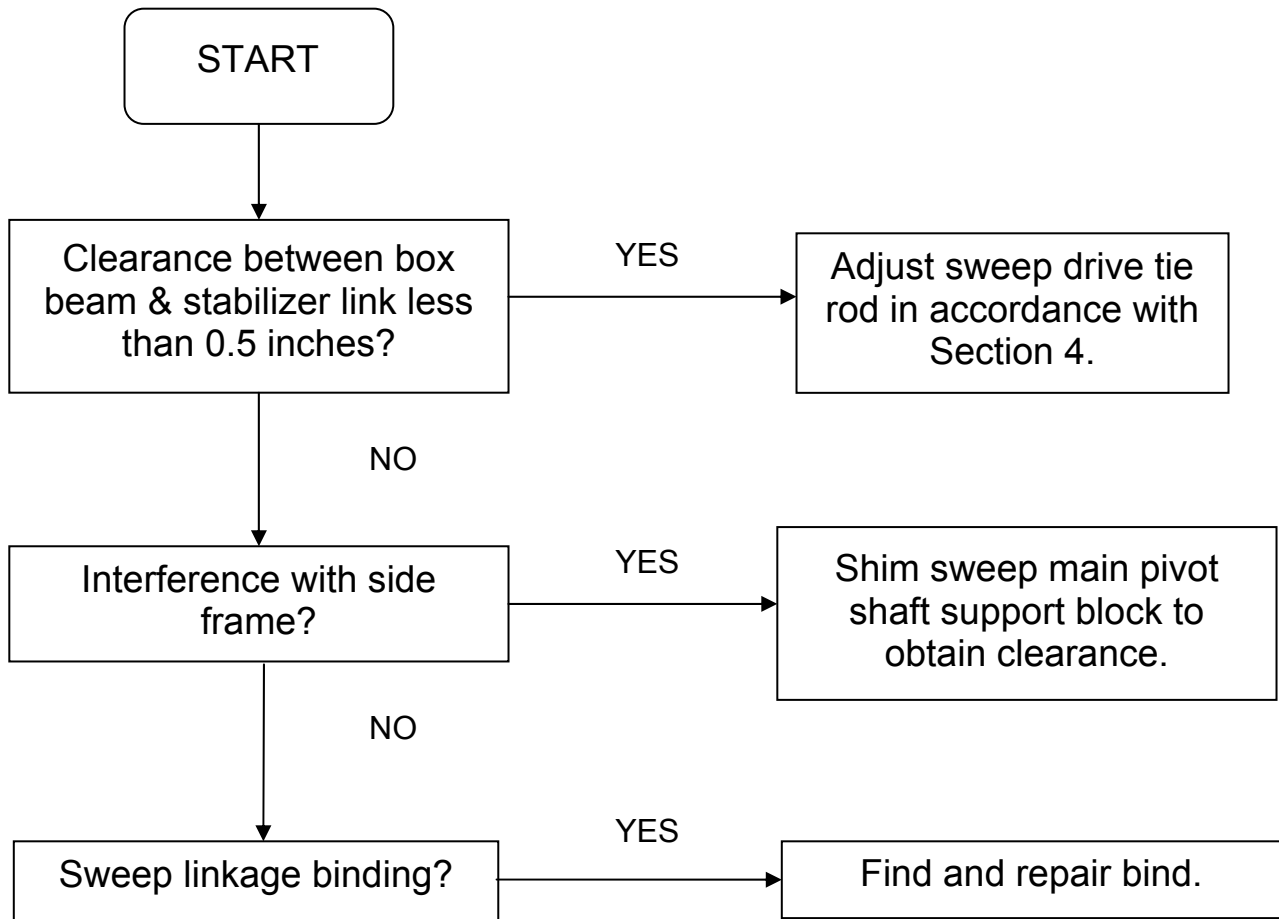 START
Clearance between box
beam & stabilizer link less
than 0.5 inches?
YES
Adjust sweep drive tie
rod in accordance with
Section 4.
NO
Interference with side
frame?
YES
Shim sweep main pivot
shaft support block to
obtain clearance.
NO
Sweep linkage binding?
YES
Find and repair bind.